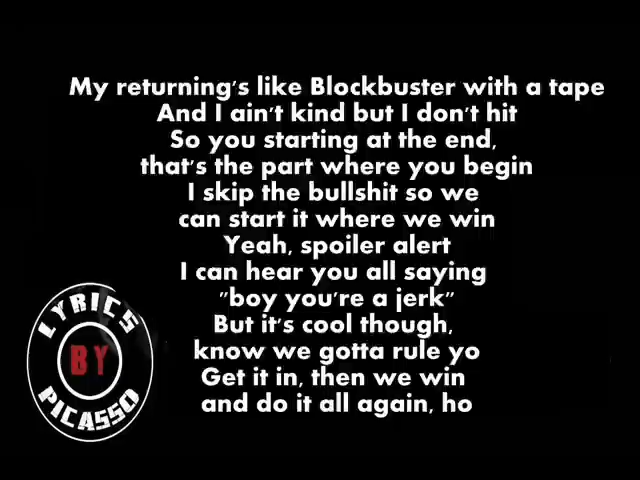 My returning's like Blockbuster with a tape
And I ain't kind but I don't hit
So you starting at the end,
that's the part where you begin
I skip the bullshit so we
can start it where we win
Yeah, spoiler alert
I can hear you all saying
"boy you're a jerk"
But it's cool though,
know we gotta rule yo
Get it in, then we win
and do it all again, ho
LYRICS
BY
PICASSO